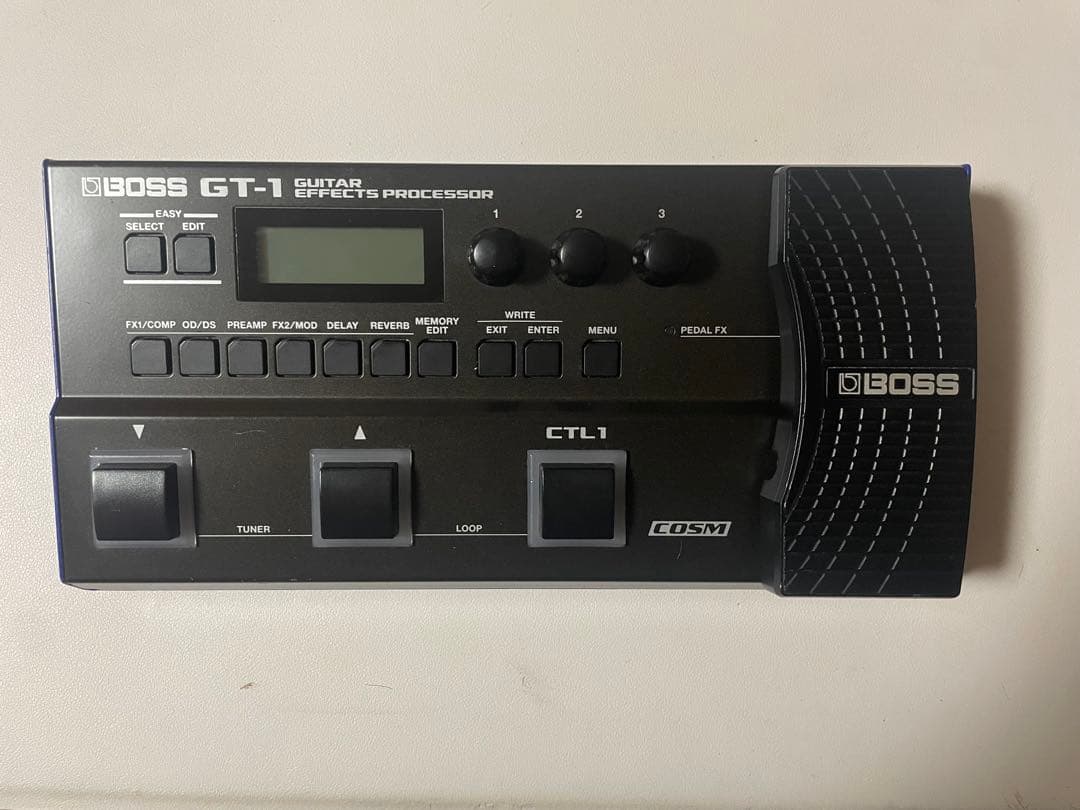 BOSS GT-1 GUITAR EFFECTS PROCESSOR
EASY
SELECT EDIT
1 2 3
FX1/COMP OD/DS PREAMP FX2/MOD DELAY REVERB MEMORY EDIT
WRITE
EXIT ENTER
MENU
PEDAL FX
BOSS
▼ ▲ CTL1
TUNER LOOP
COSM